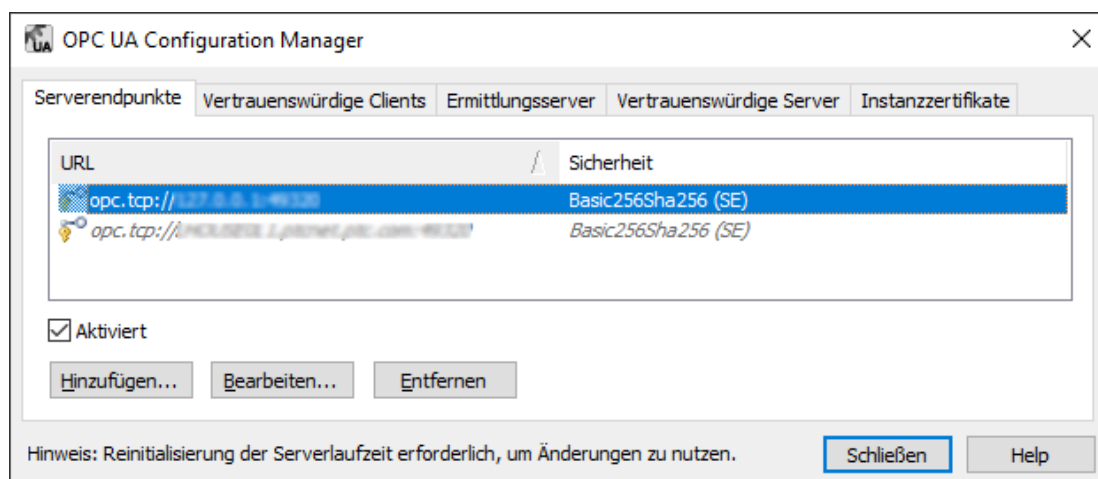 UA OPC UA Configuration Manager
Serverendpunkte Vertrauenswürdige Clients Ermittlungsserver Vertrauenswürdige Server Instanzzertifikate
URL Sicherheit
opc.tcp:// Basic256Sha256 (SE)
opc.tcp:// Basic256Sha256 (SE)
Aktiviert
Hinzufügen... Bearbeiten... Entfernen
Hinweis: Reinitialisierung der Serverlaufzeit erforderlich, um Änderungen zu nutzen. Schließen Help